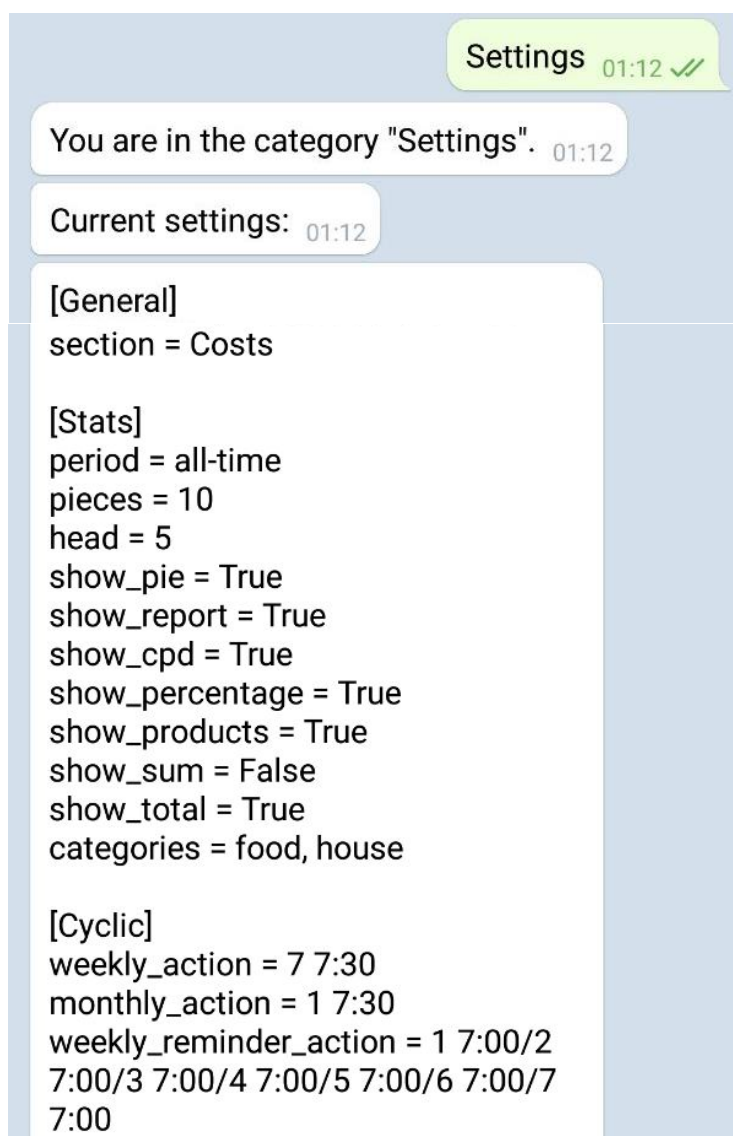 Settings 01:12
You are in the category "Settings". 01:12
Current settings: 01:12
[General]
section = Costs
[Stats]
period = all-time
pieces = 10
head = 5
show_pie = True
show_report = True
show_cpd = True
show_percentage = True
show_products = True
show_sum = False
show_total = True
categories = food, house
[Cyclic]
weekly_action = 7 7:30
monthly_action = 1 7:30
weekly_reminder_action = 1 7:00/2
7:00/3 7:00/4 7:00/5 7:00/6 7:00/7
7:00